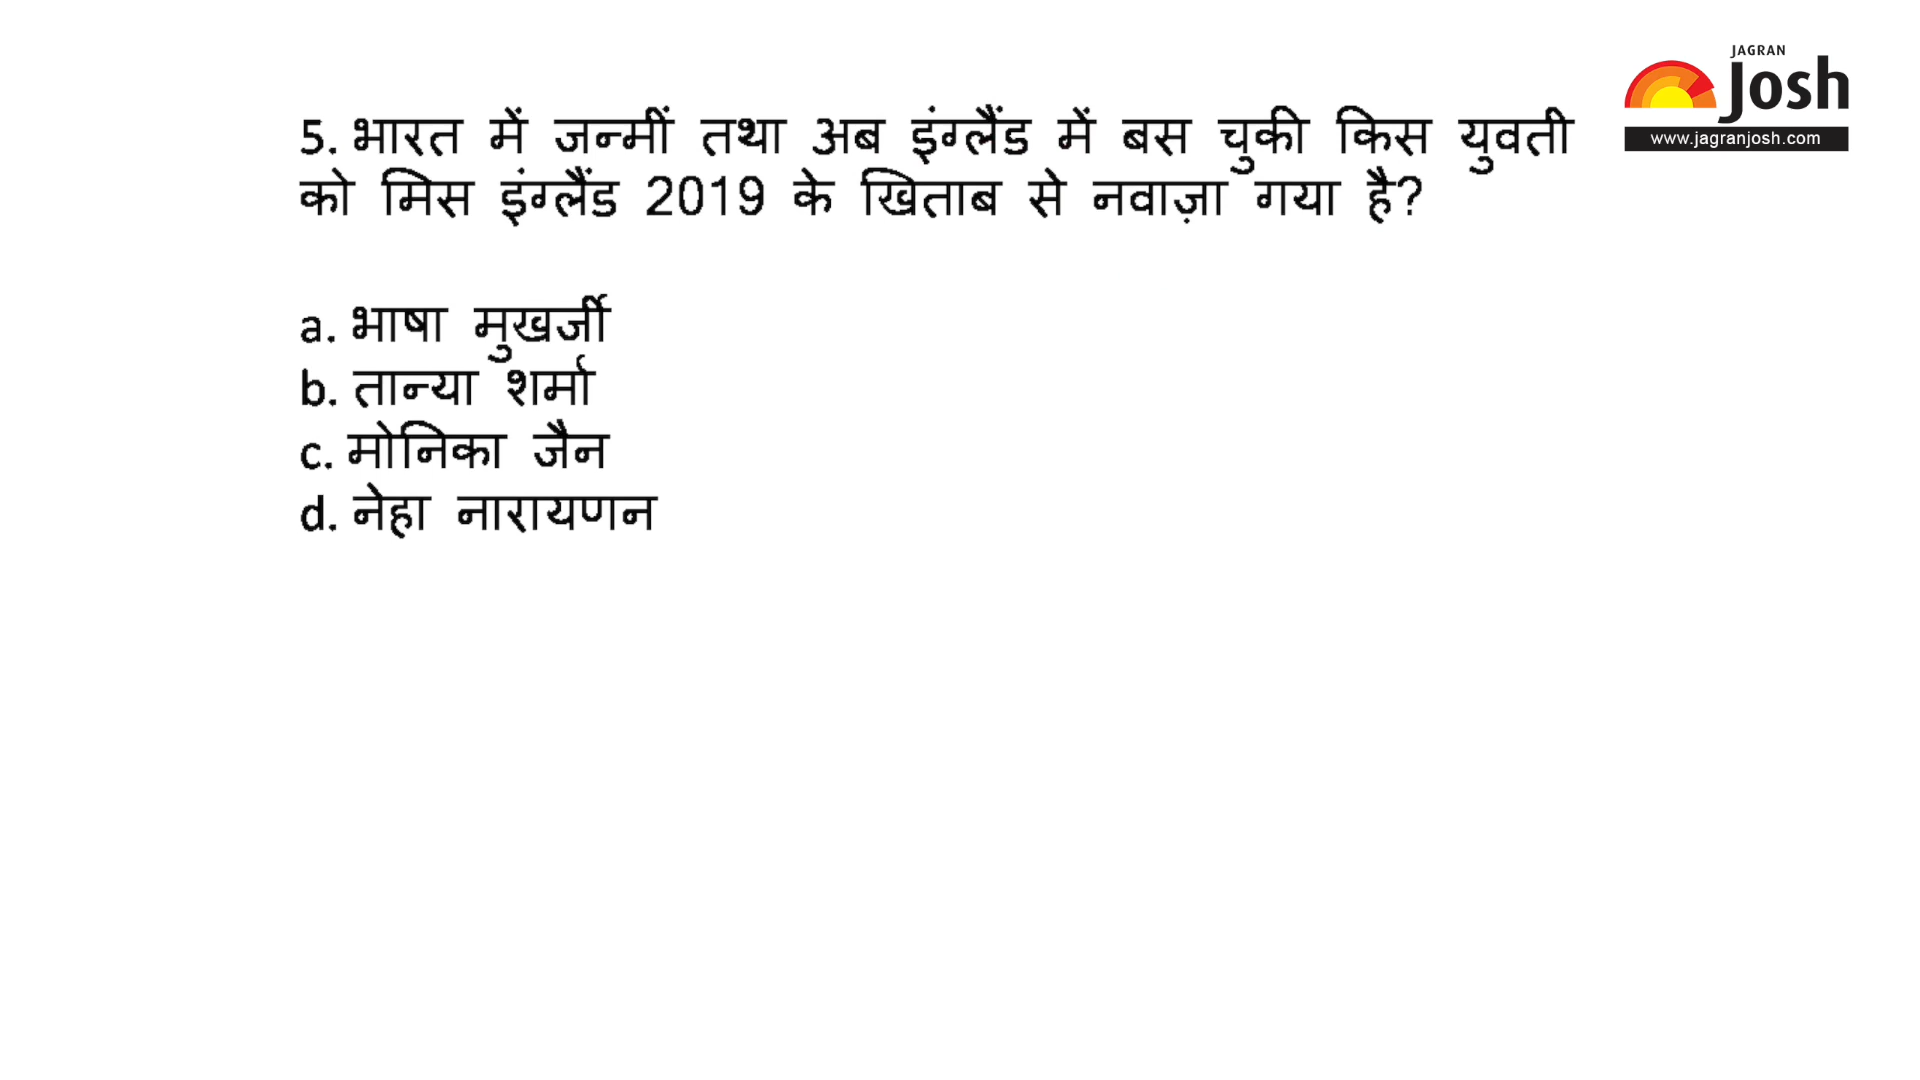 JAGRAN
Josh
www.jagranjosh.com
5. भारत में जन्मीं तथा अब इंग्लैंड में बस चुकी किस युवती
को मिस इंग्लैंड 2019 के खिताब से नवाज़ा गया है?
a. भाषा मुखर्जी
b. तान्या शर्मा
c. मोनिका जैन
d. नेहा नारायणन